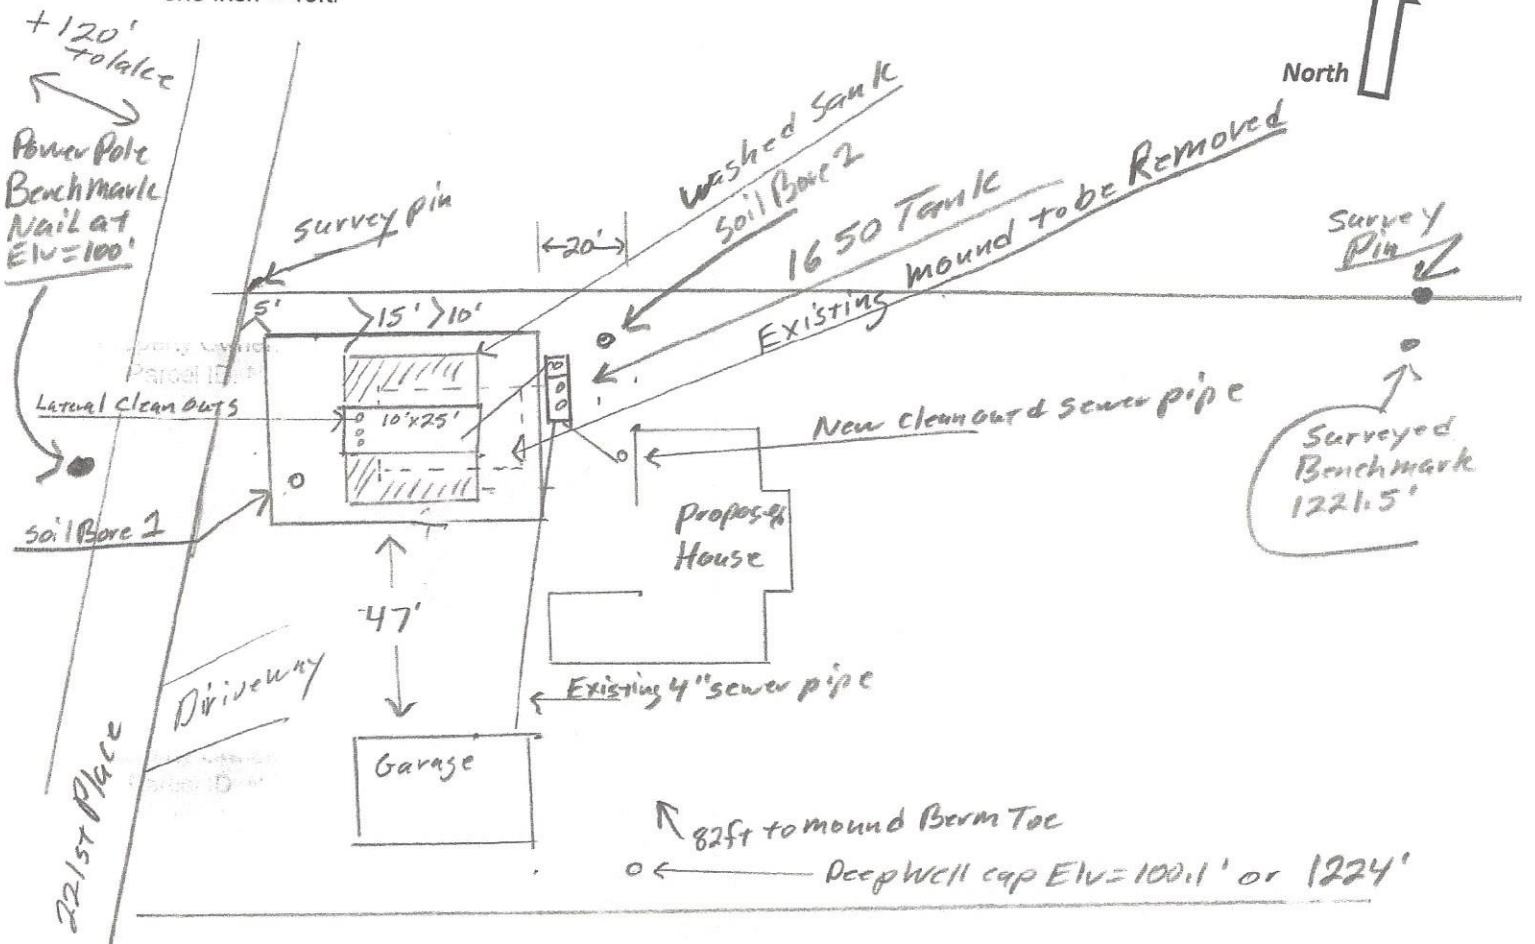 +120'
to lake
North
Power Pole
Benchmark
Nail at
Elv=100'
survey pin
Washed Sank
Soil Bore 2
1650 Tank
Existing mound to be Removed
Survey
Pin
20'
5'
15' >10'
Lateral Clean outs
10'x25'
New Cleanout d sewer pipe
Surveyed
Benchmark
1221.5'
Soil Bore 1
Proposed
House
47'
Driveway
Existing 4" sewer pipe
Garage
221st Place
82ft to mound Berm Toe
Deep Well cap Elv=100.1' or 1224'
Parcel ID